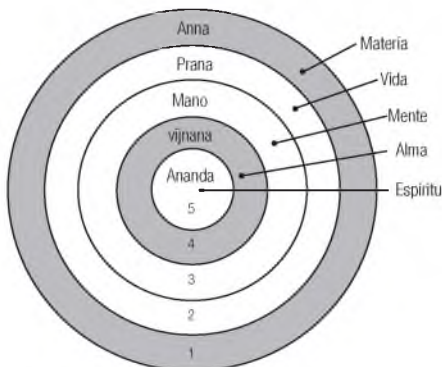 Anna
Materia
Prana
Vida
Mano
Mente
vijnana
Alma
Ananda
Espíritu
5
4
3
2
1